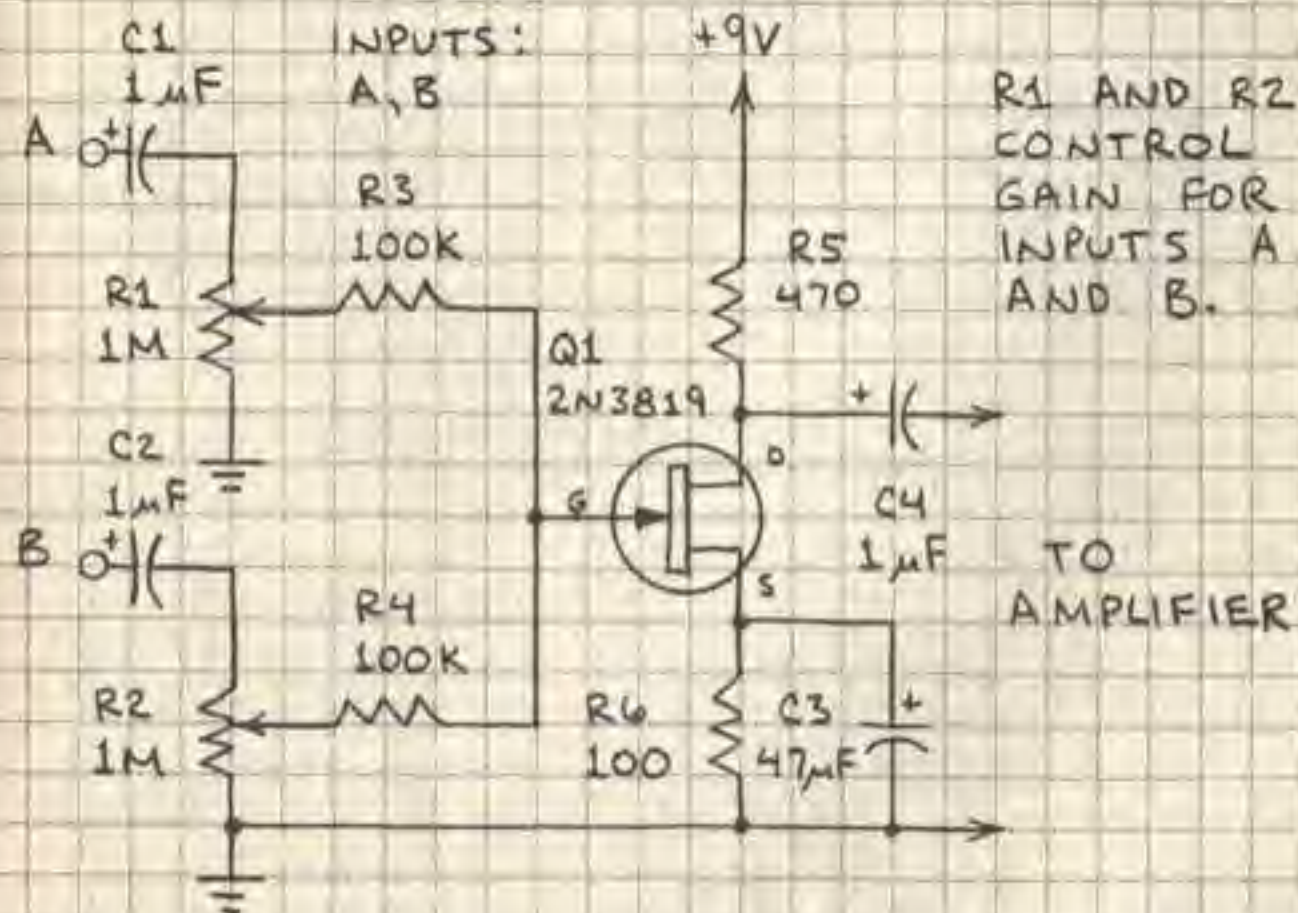 C1
1µF
INPUTS:
A, B
+9V
R1 AND R2
CONTROL
GAIN FOR
INPUTS A
AND B.
A
+
R3
100K
R1
1M
R5
470
Q1
2N3819
+
D
G
S
C4
1µF
C2
1µF
B
+
TO
AMPLIFIER
R4
100K
R2
1M
R6
100
C3
47µF
+